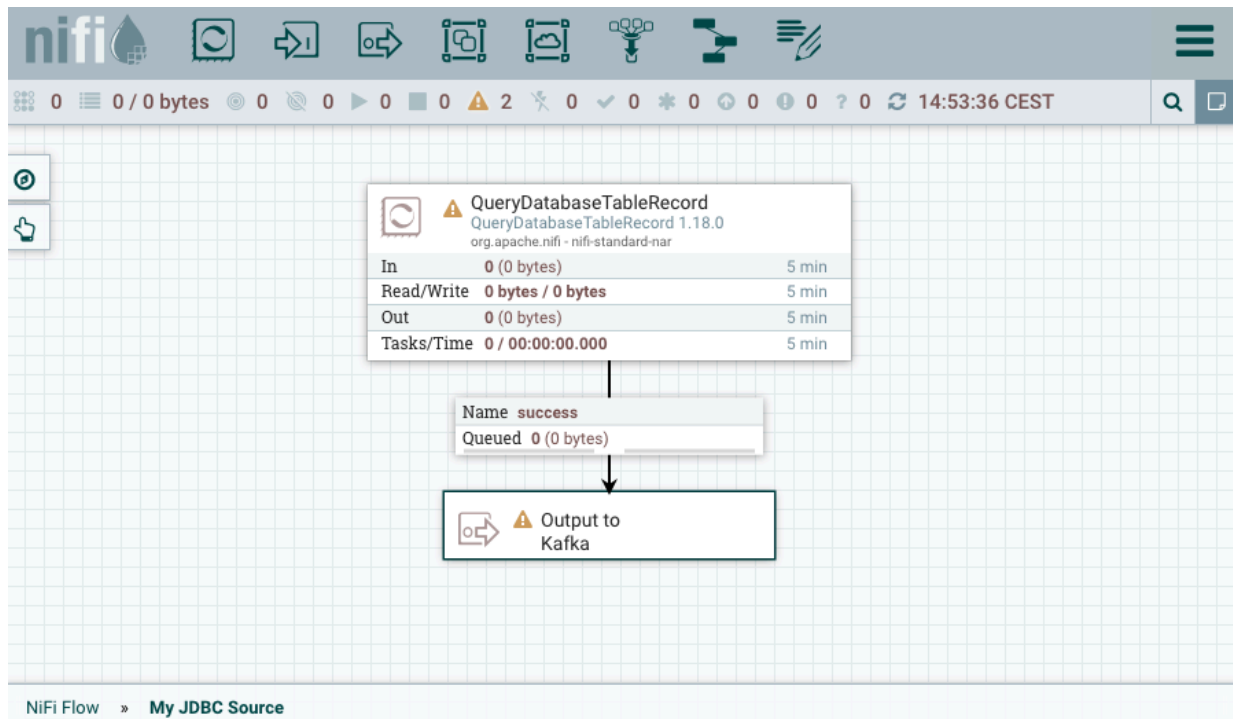 nifi
0 0 / 0 bytes 0 0 0 0 2 0 0 0 0 0 ? 0 14:53:36 CEST
QueryDatabaseTableRecord
QueryDatabaseTableRecord 1.18.0
org.apache.nifi - nifi-standard-nar
In 0 (0 bytes) 5 min
Read/Write 0 bytes / 0 bytes 5 min
Out 0 (0 bytes) 5 min
Tasks/Time 0 / 00:00:00.000 5 min
Name success
Queued 0 (0 bytes)
Output to
Kafka
NiFi Flow » My JDBC Source